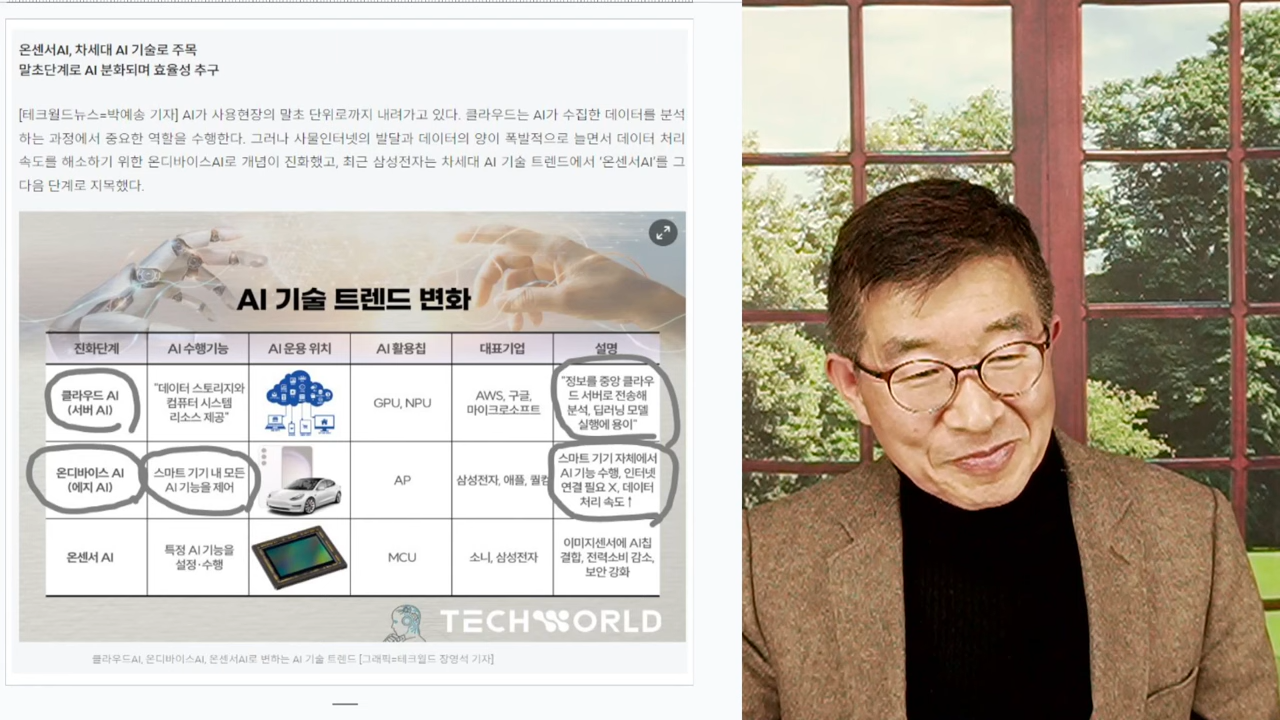 온센서AI, 차세대 AI 기술로 주목
말초단계로 AI 분화되며 효율성 추구
[테크월드뉴스=박예송 기자] AI가 사용현장의 말초 단위로까지 내려가고 있다. 클라우드는 AI가 수집한 데이터를 분석
하는 과정에서 중요한 역할을 수행한다. 그러나 사물인터넷의 발달과 데이터의 양이 폭발적으로 늘면서 데이터 처리
속도를 해소하기 위한 온디바이스AI로 개념이 진화했고, 최근 삼성전자는 차세대 AI 기술 트렌드에서 '온센서AI'를 그
다음 단계로 지목했다.
AI 기술 트렌드 변화
진화단계 AI 수행기능 AI 운용 위치 AI 활용칩 대표기업 설명
클라우드 AI
(서버 AI)
"데이터 스토리지와
컴퓨터 시스템
리소스 제공"
GPU, NPU
AWS, 구글,
마이크로소프트
"정보를 중앙 클라우
드 서버로 전송해
분석, 딥러닝 모델
실행에 용이"
온디바이스 AI
(에지 AI)
스마트 기기 내 모든
AI 기능을 제어
AP
삼성전자, 애플, 퀄컴
스마트 기기 자체에서
AI 기능 수행, 인터넷
연결 필요 X, 데이터
처리 속도↑
온센서 AI
특정 AI 기능을
설정·수행
MCU
소니, 삼성전자
이미지센서에 AI칩
결합, 전력소비 감소,
보안 강화
TECHWORLD
클라우드AI, 온디바이스AI, 온센서AI로 변하는 AI 기술 트렌드 [그래픽=테크월드 장영석 기자]